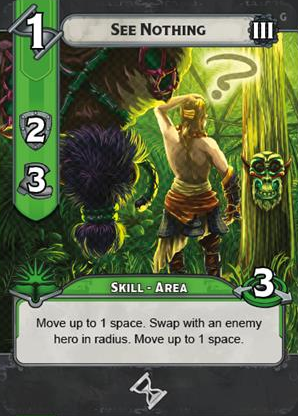 1
SEE NOTHING
III
G
2
3
SKILL - AREA
3
Move up to 1 space. Swap with an enemy
hero in radius. Move up to 1 space.